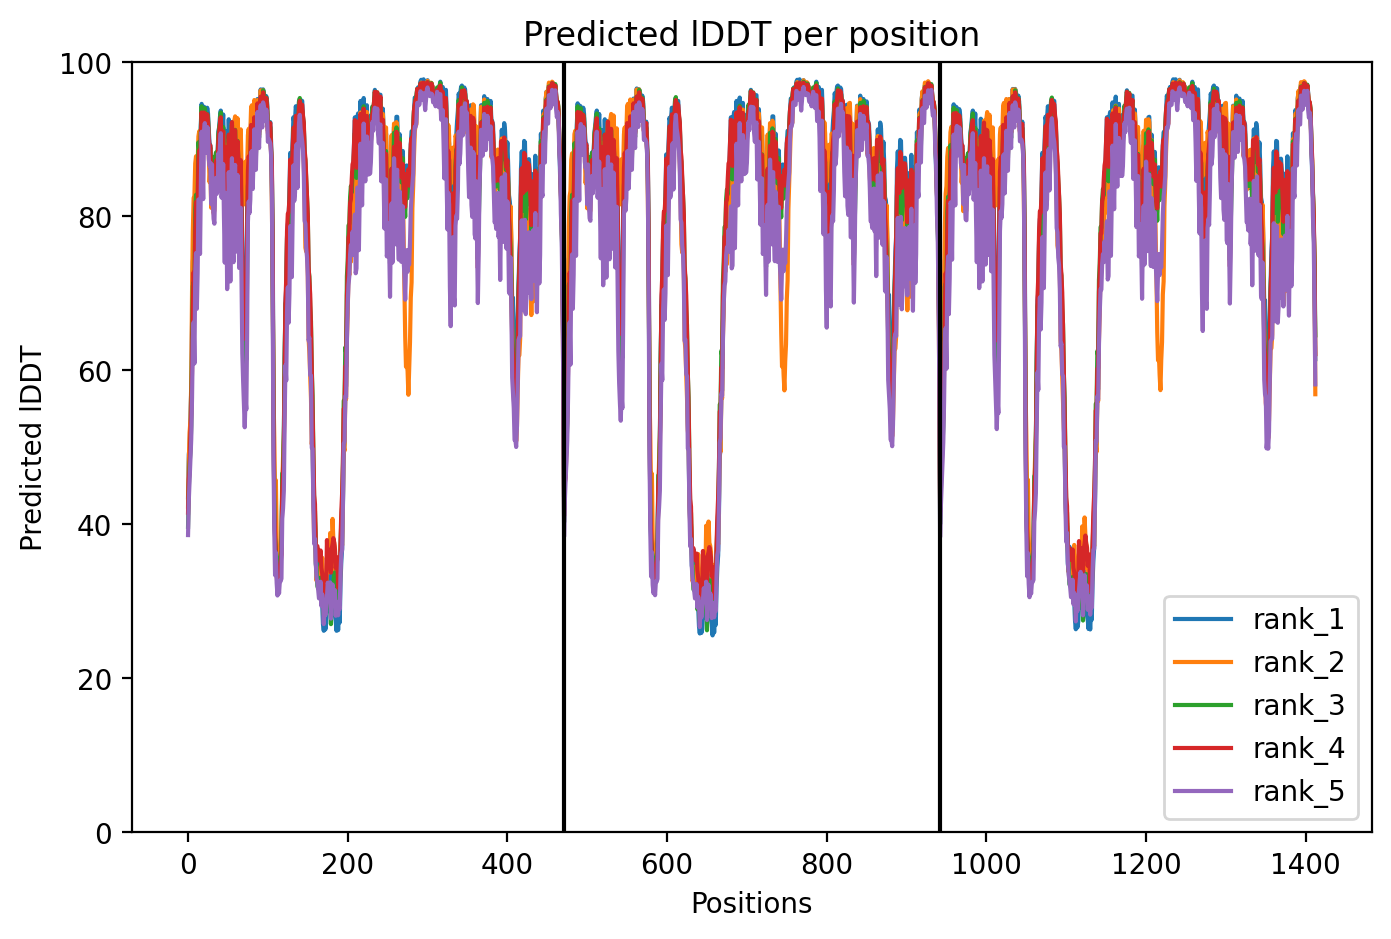 Predicted lDDT per position
Predicted lDDT
100
80
60
40
20
0
0 200 400 600 800 1000 1200 1400
Positions
rank_1
rank_2
rank_3
rank_4
rank_5